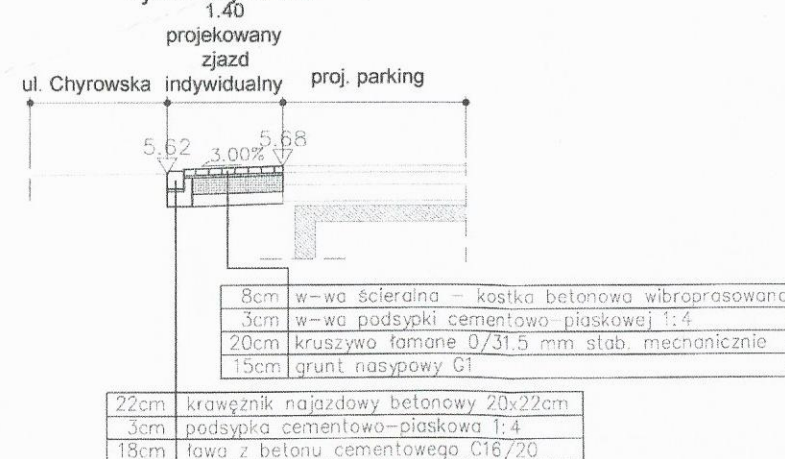 1.40
projekowany
zjazd
indywidualny
ul. Chyrowska
proj. parking
5.62
3.00%
5.68
8cm w-wa ścieralna - kostka betonowa wibroprasowana
3cm w-wa podsypki cementowo-piaskowej 1:4
20cm kruszywo łamane 0/31.5 mm stab. mechanicznie
15cm grunt nasypowy G1
22cm krawężnik najazdowy betonowy 20x22cm
3cm podsypka cementowo-piaskowa 1:4
18cm ława z betonu cementowego C16/20